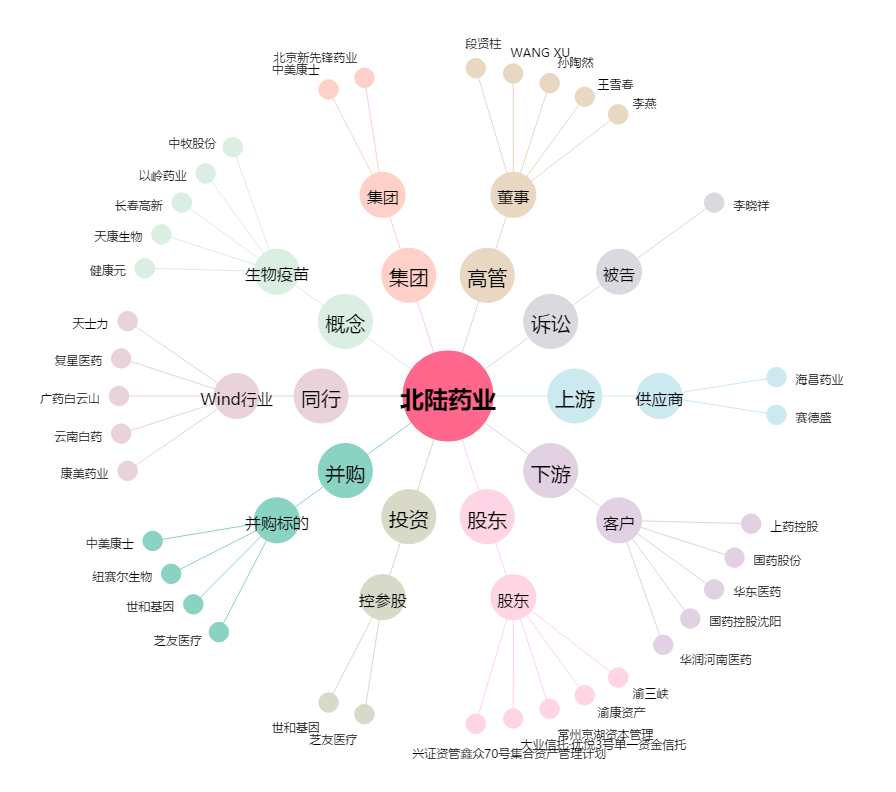 段贤柱
WANG XU
孙陶然
王雪春
李燕
北京新先锋药业
中美康士
集团
集团
董事
高管
李晓祥
被告
诉讼
中牧股份
以岭药业
长春高新
天康生物
健康元
生物疫苗
概念
天士力
复星医药
广药白云山
云南白药
康美药业
Wind行业
同行
北陆药业
上游
供应商
海昌药业
赛德盛
并购
并购标的
中美康士
纽赛尔生物
世和基因
芝友医疗
投资
控参股
世和基因
芝友医疗
股东
股东
渝三峡
渝康资产
常州京湖资本管理
大业信托·优悦3号单一资金信托
兴证资管鑫众70号集合资产管理计划
下游
客户
上药控股
国药股份
华东医药
国药控股沈阳
华润河南医药